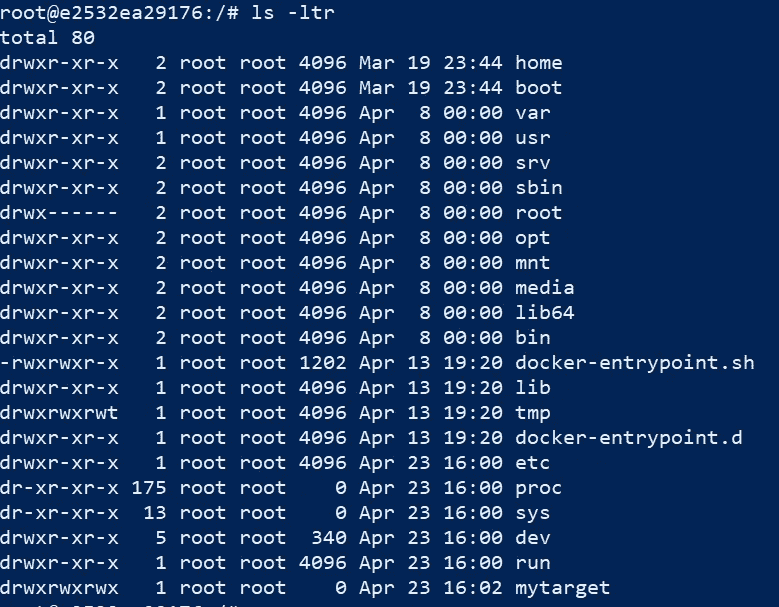 root@e2532ea29176:/# ls -ltr
total 80
drwxr-xr-x   2 root root 4096 Mar 19 23:44 home
drwxr-xr-x   2 root root 4096 Mar 19 23:44 boot
drwxr-xr-x   1 root root 4096 Apr  8 00:00 var
drwxr-xr-x   1 root root 4096 Apr  8 00:00 usr
drwxr-xr-x   2 root root 4096 Apr  8 00:00 srv
drwxr-xr-x   2 root root 4096 Apr  8 00:00 sbin
drwx------   2 root root 4096 Apr  8 00:00 root
drwxr-xr-x   2 root root 4096 Apr  8 00:00 opt
drwxr-xr-x   2 root root 4096 Apr  8 00:00 mnt
drwxr-xr-x   2 root root 4096 Apr  8 00:00 media
drwxr-xr-x   2 root root 4096 Apr  8 00:00 lib64
drwxr-xr-x   2 root root 4096 Apr  8 00:00 bin
-rwxrwxr-x   1 root root 1202 Apr 13 19:20 docker-entrypoint.sh
drwxr-xr-x   1 root root 4096 Apr 13 19:20 lib
drwxrwxrwt   1 root root 4096 Apr 13 19:20 tmp
drwxr-xr-x   1 root root 4096 Apr 13 19:20 docker-entrypoint.d
drwxr-xr-x   1 root root 4096 Apr 23 16:00 etc
dr-xr-xr-x 175 root root    0 Apr 23 16:00 proc
dr-xr-xr-x  13 root root    0 Apr 23 16:00 sys
drwxr-xr-x   5 root root  340 Apr 23 16:00 dev
drwxr-xr-x   1 root root 4096 Apr 23 16:00 run
drwxrwxrwx   1 root root    0 Apr 23 16:02 mytarget